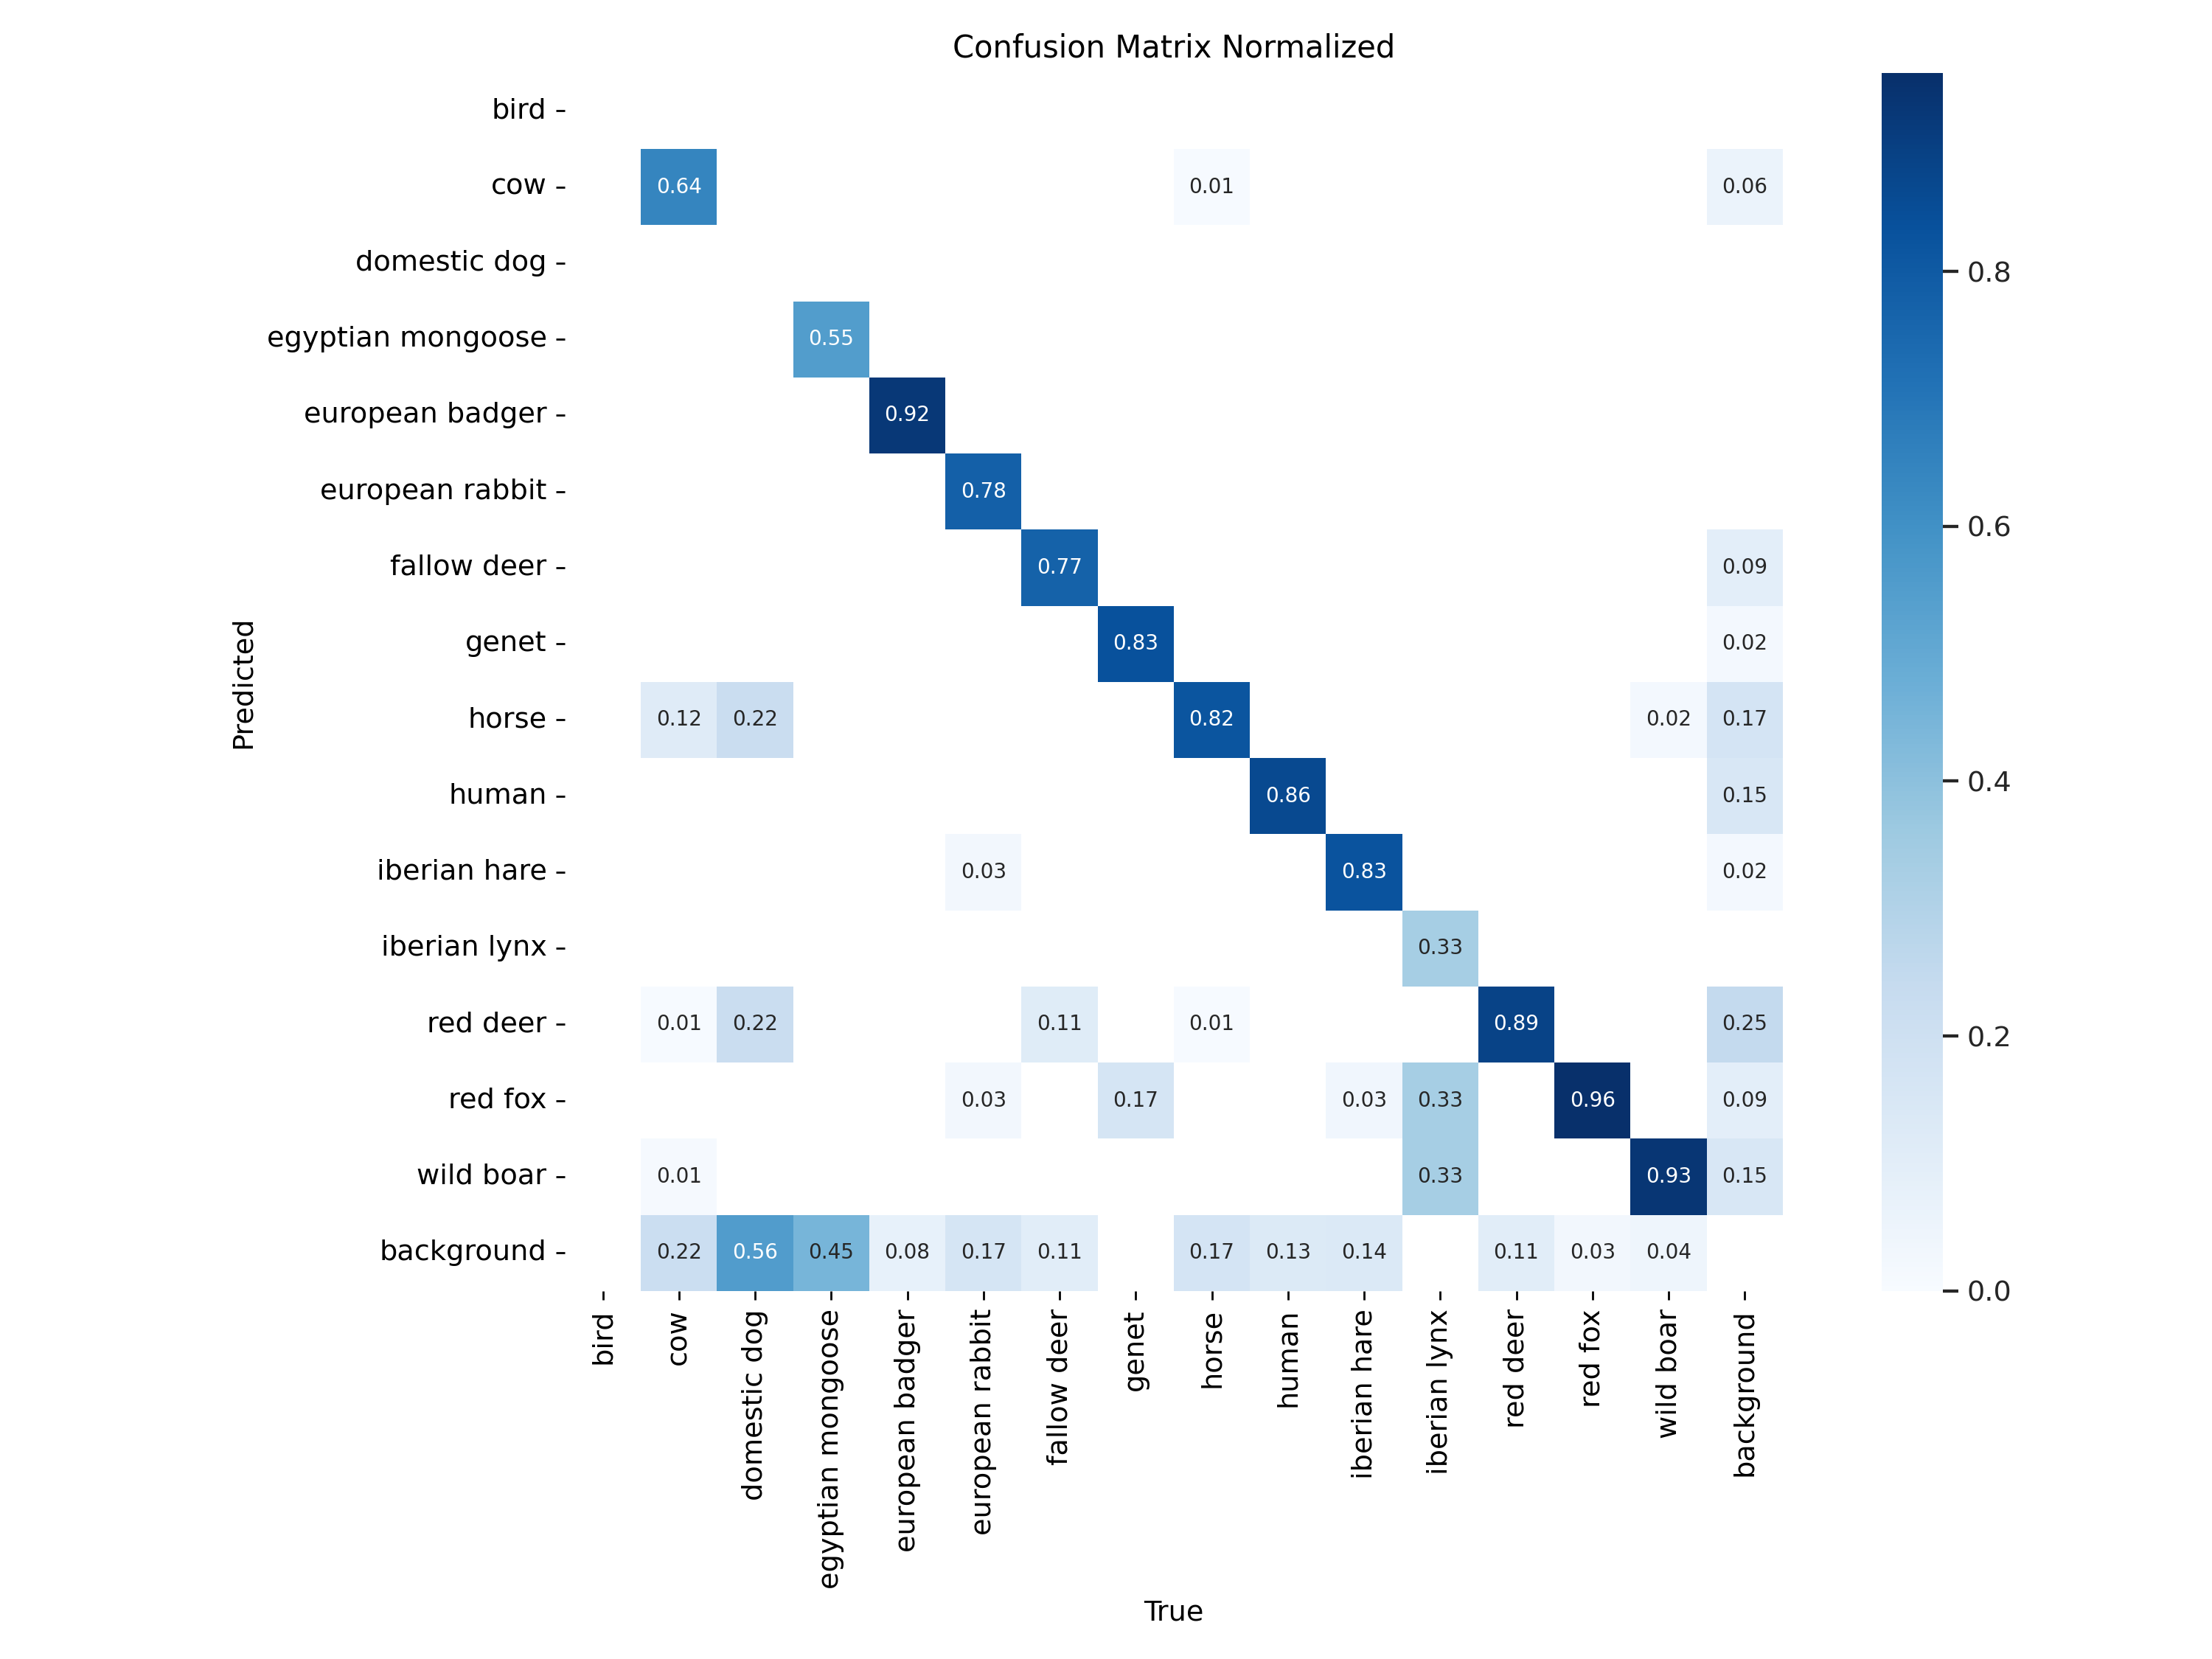 Confusion Matrix Normalized
bird
cow 0.64 0.01 0.06
domestic dog
egyptian mongoose 0.55
european badger 0.92
european rabbit 0.78
fallow deer 0.77 0.09
genet 0.83 0.02
horse 0.12 0.22 0.82 0.02 0.17
human 0.86 0.15
iberian hare 0.03 0.83 0.02
iberian lynx 0.33
red deer 0.01 0.22 0.11 0.01 0.89 0.25
red fox 0.03 0.17 0.03 0.33 0.96 0.09
wild boar 0.01 0.33 0.93 0.15
background 0.22 0.56 0.45 0.08 0.17 0.11 0.17 0.13 0.14 0.11 0.03 0.04
Predicted
bird
cow
domestic dog
egyptian mongoose
european badger
european rabbit
fallow deer
genet
horse
human
iberian hare
iberian lynx
red deer
red fox
wild boar
background
True
0.8
0.6
0.4
0.2
0.0